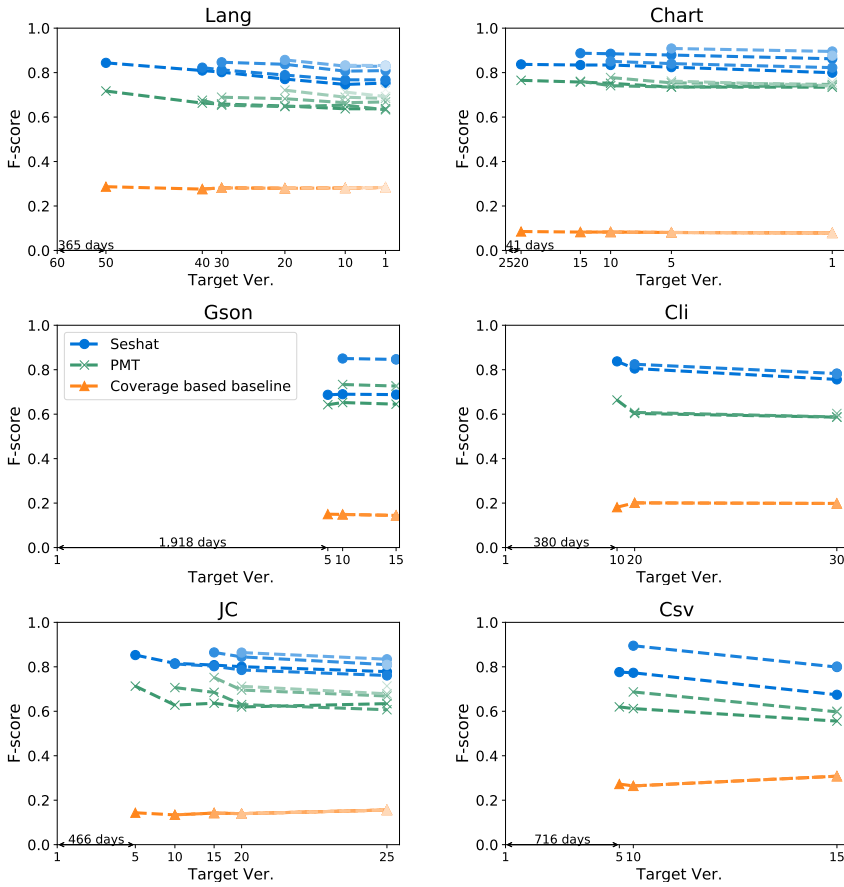 Lang
F-score
1.0
0.8
0.6
0.4
0.2
0.0
365 days
60 50 40 30 20 10 1
Target Ver.
Chart
F-score
1.0
0.8
0.6
0.4
0.2
0.0
41 days
25 20 15 10 5 1
Target Ver.
Gson
F-score
1.0
0.8
0.6
0.4
0.2
0.0
Seshat
PMT
Coverage based baseline
1,918 days
1 5 10 15
Target Ver.
Cli
F-score
1.0
0.8
0.6
0.4
0.2
0.0
380 days
1 10 20 30
Target Ver.
JC
F-score
1.0
0.8
0.6
0.4
0.2
0.0
466 days
1 5 10 15 20 25
Target Ver.
Csv
F-score
1.0
0.8
0.6
0.4
0.2
0.0
716 days
1 5 10 15
Target Ver.